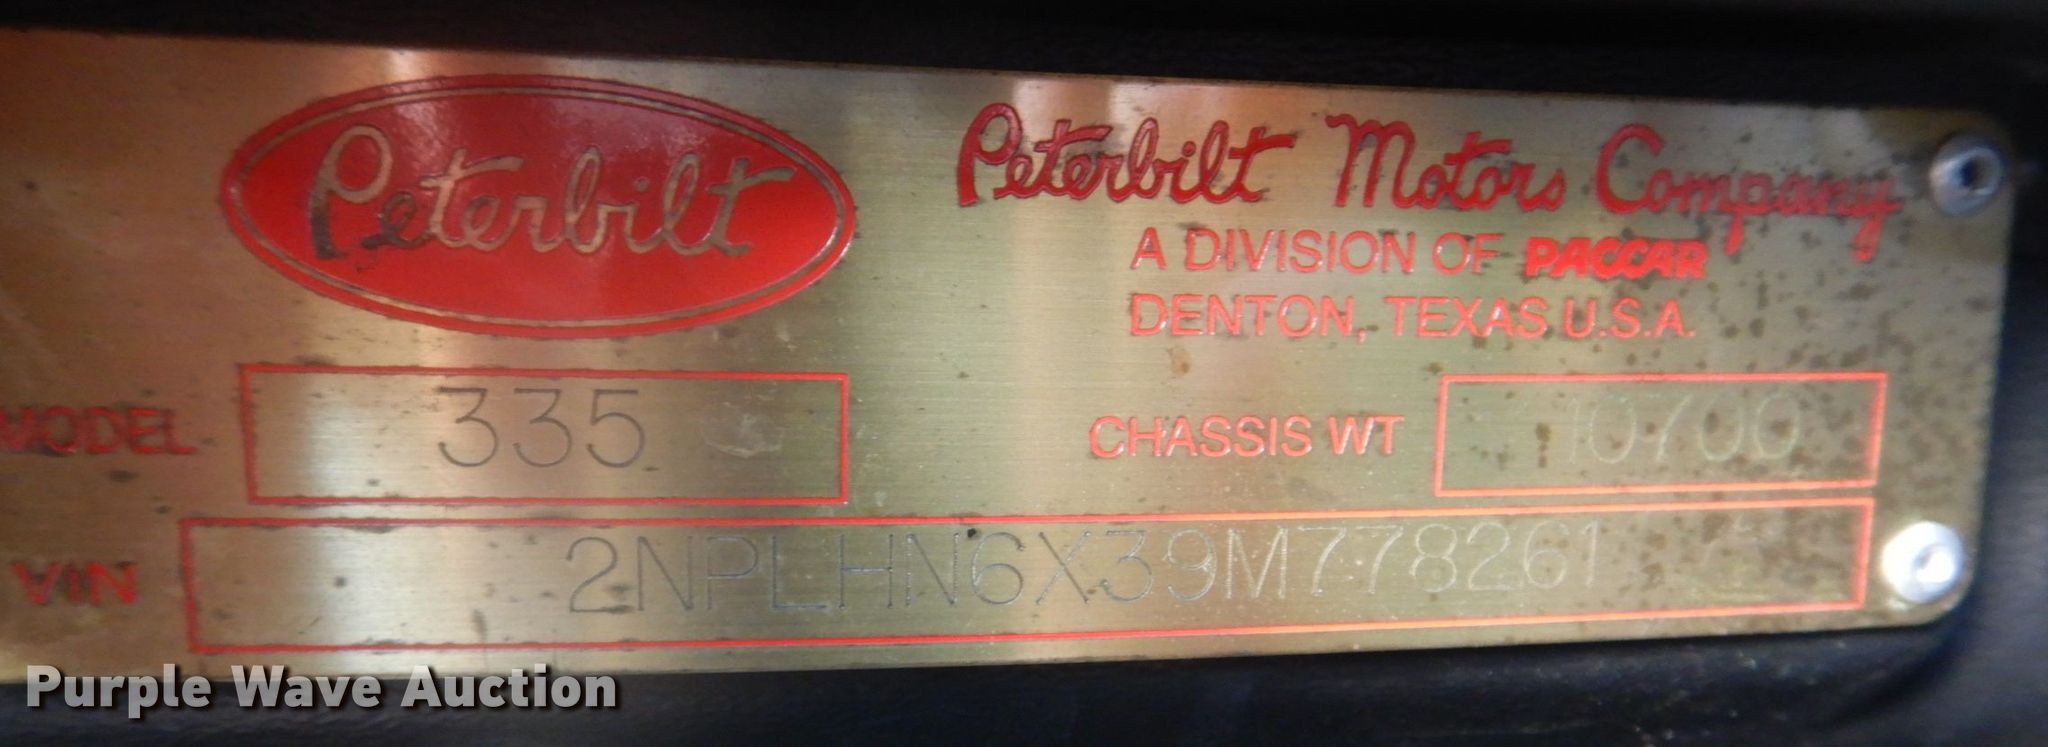 Peterbilt
Peterbilt Motors Company
A DIVISION OF PACCAR
DENTON, TEXAS U.S.A.
MODEL 335
CHASSIS WT 10700
VIN 2NPLHN6X39M778261
Purple Wave Auction